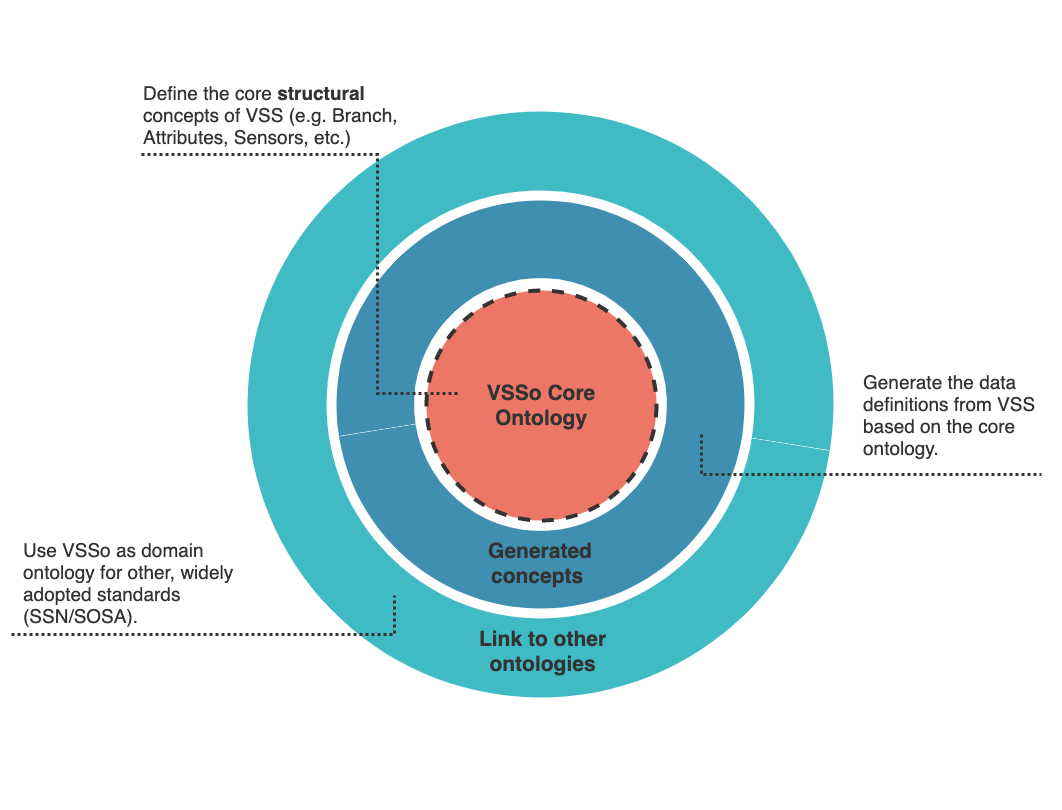 Define the core structural
concepts of VSS (e.g. Branch,
Attributes, Sensors, etc.)
VSSo Core
Ontology
Generate the data
definitions from VSS
based on the core
ontology.
Use VSSo as domain
ontology for other, widely
adopted standards
(SSN/SOSA).
Generated
concepts
Link to other
ontologies